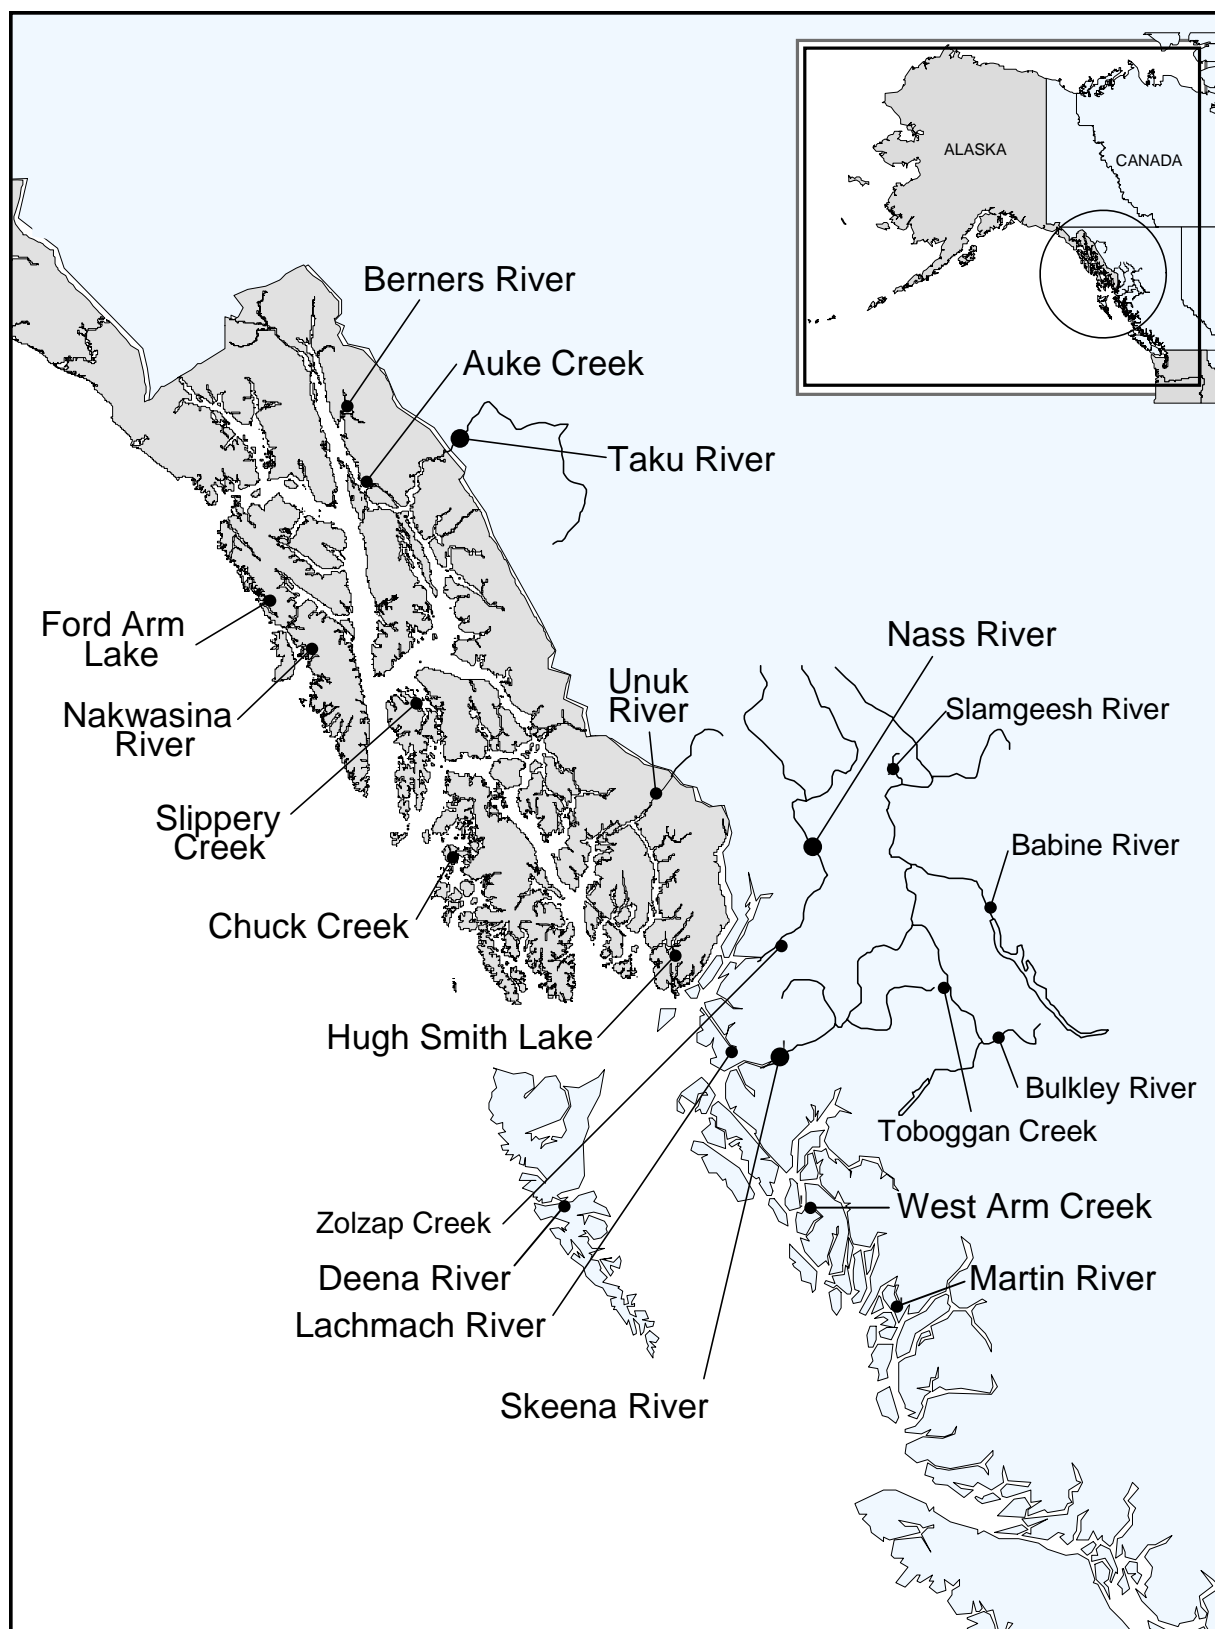 ALASKA
CANADA
Berners River
Auke Creek
Taku River
Ford Arm
Lake
Nass River
Unuk
River
Nakwasina
River
Slamgeesh River
Slippery
Creek
Babine River
Chuck Creek
Hugh Smith Lake
Bulkley River
Toboggan Creek
West Arm Creek
Zolzap Creek
Deena River
Martin River
Lachmach River
Skeena River